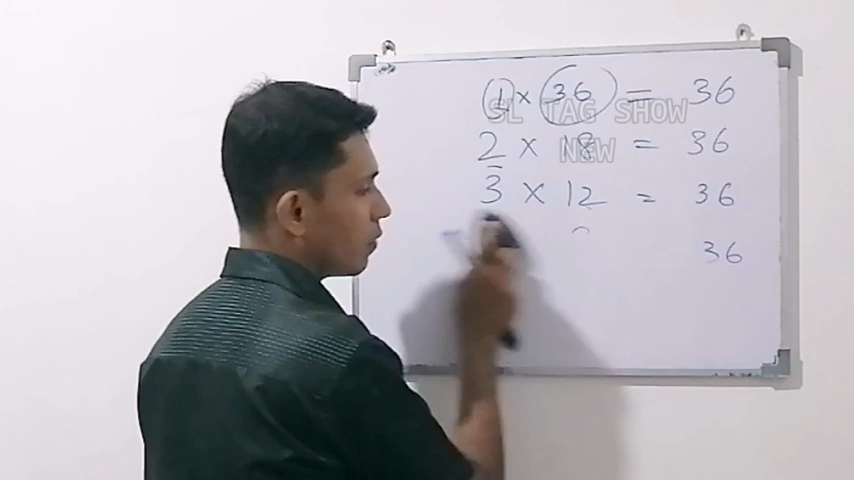 1 × 36 = 36
SL TAG SHOW
NEW
2 × 18 = 36
3 × 12 = 36
36